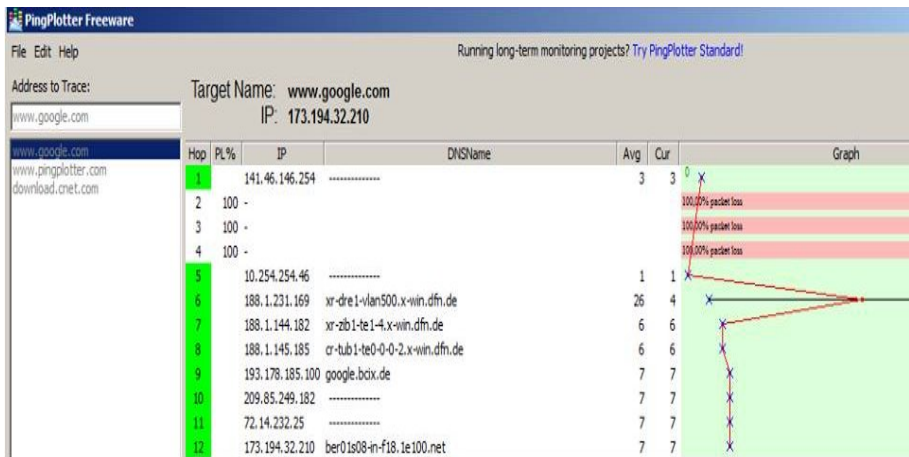 PingPlotter Freeware
File Edit Help
Running long-term monitoring projects? Try PingPlotter Standard!
Address to Trace:
www.google.com
www.google.com
www.pingplotter.com
download.cnet.com
Target Name: www.google.com
IP: 173.194.32.210
Hop PL% IP DNSName Avg Cur Graph
1 141.46.146.254 -------------- 3 3 0
2 100 - 100,00% packet loss
3 100 - 100,00% packet loss
4 100 - 100,00% packet loss
5 10.254.254.46 -------------- 1 1
6 188.1.231.169 xr-dre1-vlan500.x-win.dfn.de 26 4
7 188.1.144.182 xr-zib1-te1-4.x-win.dfn.de 6 6
8 188.1.145.185 cr-tub1-te0-0-0-2.x-win.dfn.de 6 6
9 193.178.185.100 google.bcix.de 7 7
10 209.85.249.182 -------------- 7 7
11 72.14.232.25 -------------- 7 7
12 173.194.32.210 ber01s08-in-f18.1e100.net 7 7